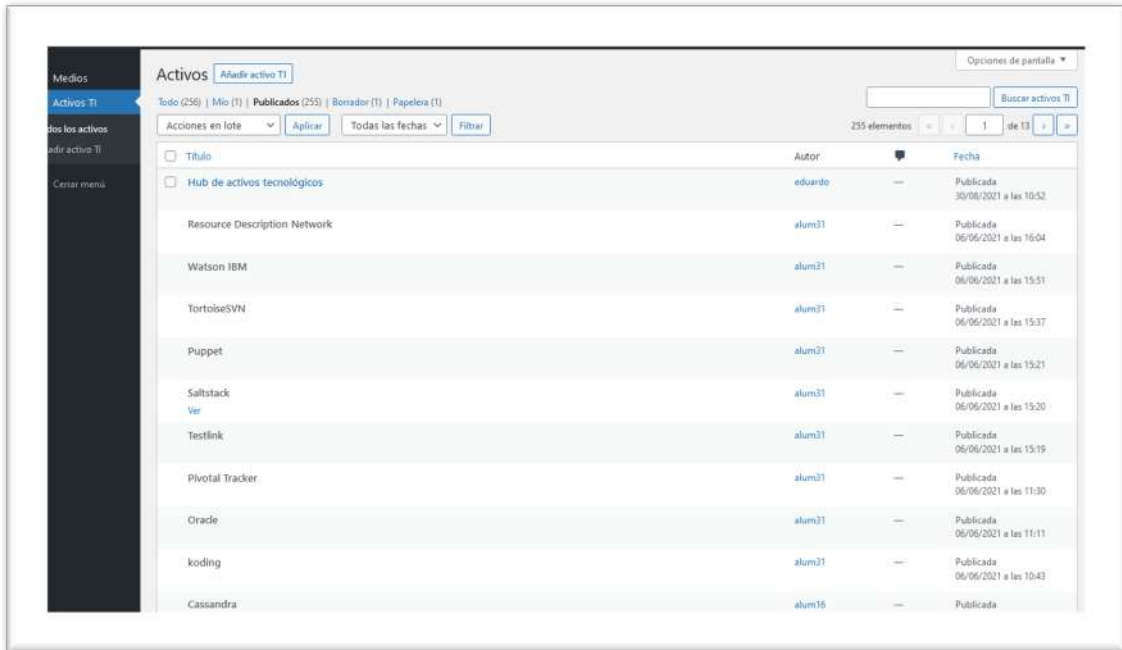 Opciones de pantalla
Medios
Activos Añadir activo TI
Activos TI
Todo (256) | Mío (1) | Publicados (255) | Borrador (1) | Papelera (1)
Buscar activos TI
dos los activos
Acciones en lote Aplicar Todas las fechas Filtrar 255 elementos « ‹ 1 de 13 › »
adir activo TI
Título Autor Fecha
Cerrar menú
Hub de activos tecnológicos eduardo — Publicada
30/08/2021 a las 10:52
Resource Description Network alum31 — Publicada
06/06/2021 a las 16:04
Watson IBM alum31 — Publicada
06/06/2021 a las 15:51
TortoiseSVN alum31 — Publicada
06/06/2021 a las 15:37
Puppet alum31 — Publicada
06/06/2021 a las 15:21
Saltstack alum31 — Publicada
Ver 06/06/2021 a las 15:20
Testlink alum31 — Publicada
06/06/2021 a las 15:19
Pivotal Tracker alum31 — Publicada
06/06/2021 a las 11:30
Oracle alum31 — Publicada
06/06/2021 a las 11:11
koding alum31 — Publicada
06/06/2021 a las 10:43
Cassandra alum16 — Publicada